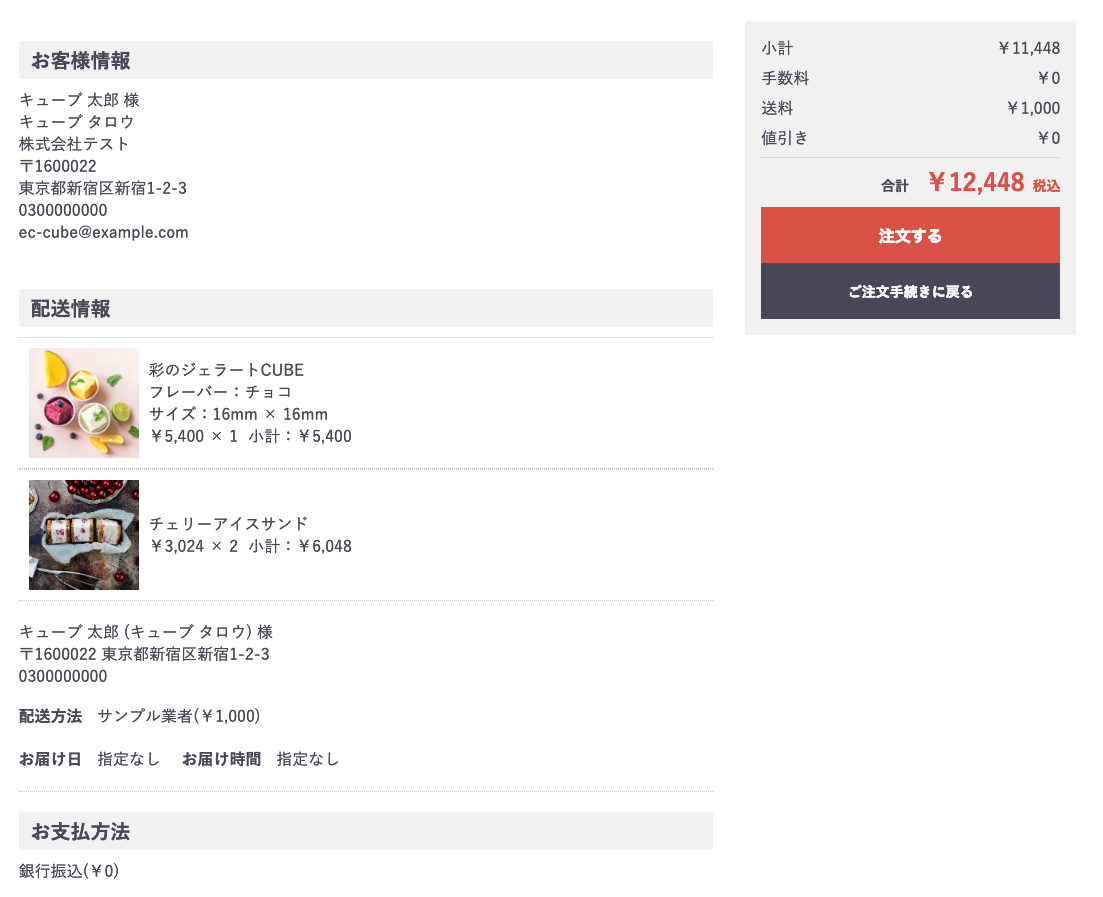 お客様情報
キューブ 太郎 様
キューブ タロウ
株式会社テスト
〒1600022
東京都新宿区新宿1-2-3
0300000000
ec-cube@example.com
配送情報
彩のジェラートCUBE
フレーバー：チョコ
サイズ：16mm × 16mm
￥5,400 × 1 小計：￥5,400
チェリーアイスサンド
￥3,024 × 2 小計：￥6,048
キューブ 太郎 (キューブ タロウ) 様
〒1600022 東京都新宿区新宿1-2-3
0300000000
配送方法 サンプル業者(￥1,000)
お届け日 指定なし お届け時間 指定なし
お支払方法
銀行振込(￥0)
小計 ￥11,448
手数料 ￥0
送料 ￥1,000
値引き ￥0
合計 ￥12,448 税込
注文する
ご注文手続きに戻る